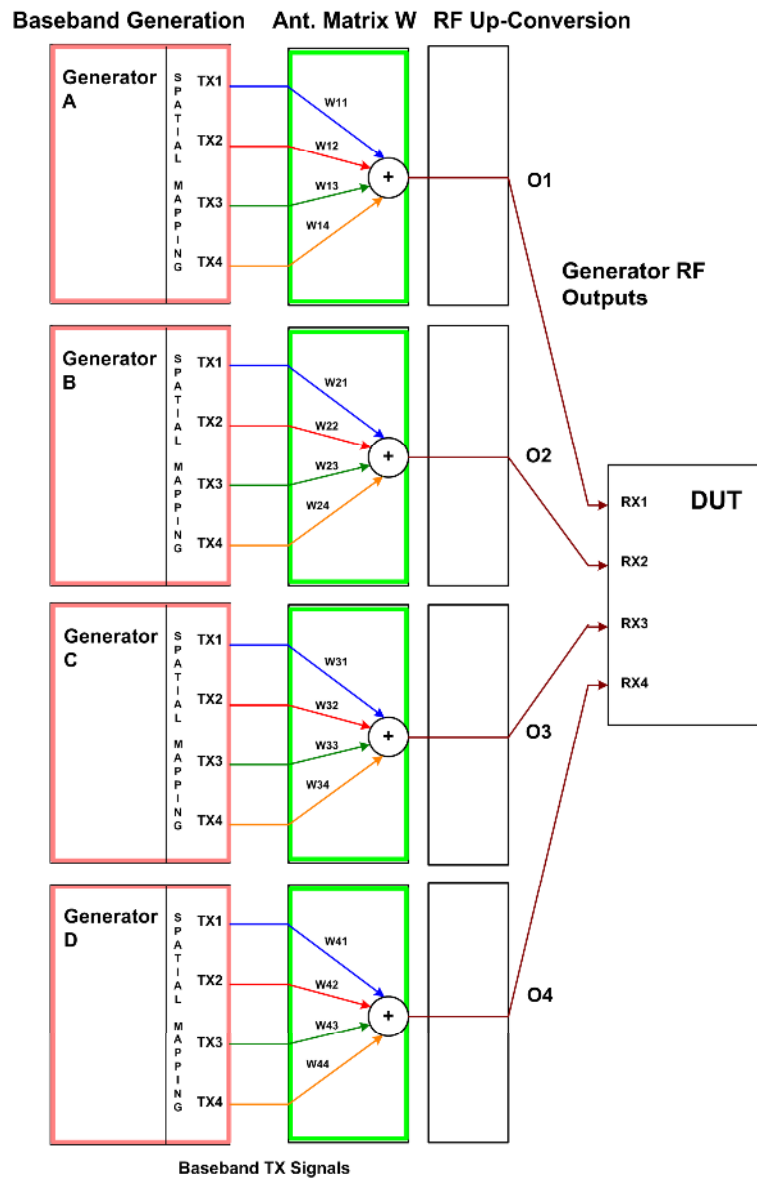 Baseband Generation
Ant. Matrix W
RF Up-Conversion
Generator
A
SPATIAL MAPPING
TX1
TX2
TX3
TX4
W11
W12
W13
W14
+
O1
Generator RF
Outputs
Generator
B
SPATIAL MAPPING
TX1
TX2
TX3
TX4
W21
W22
W23
W24
+
O2
DUT
RX1
RX2
RX3
RX4
Generator
C
SPATIAL MAPPING
TX1
TX2
TX3
TX4
W31
W32
W33
W34
+
O3
Generator
D
SPATIAL MAPPING
TX1
TX2
TX3
TX4
W41
W42
W43
W44
+
O4
Baseband TX Signals